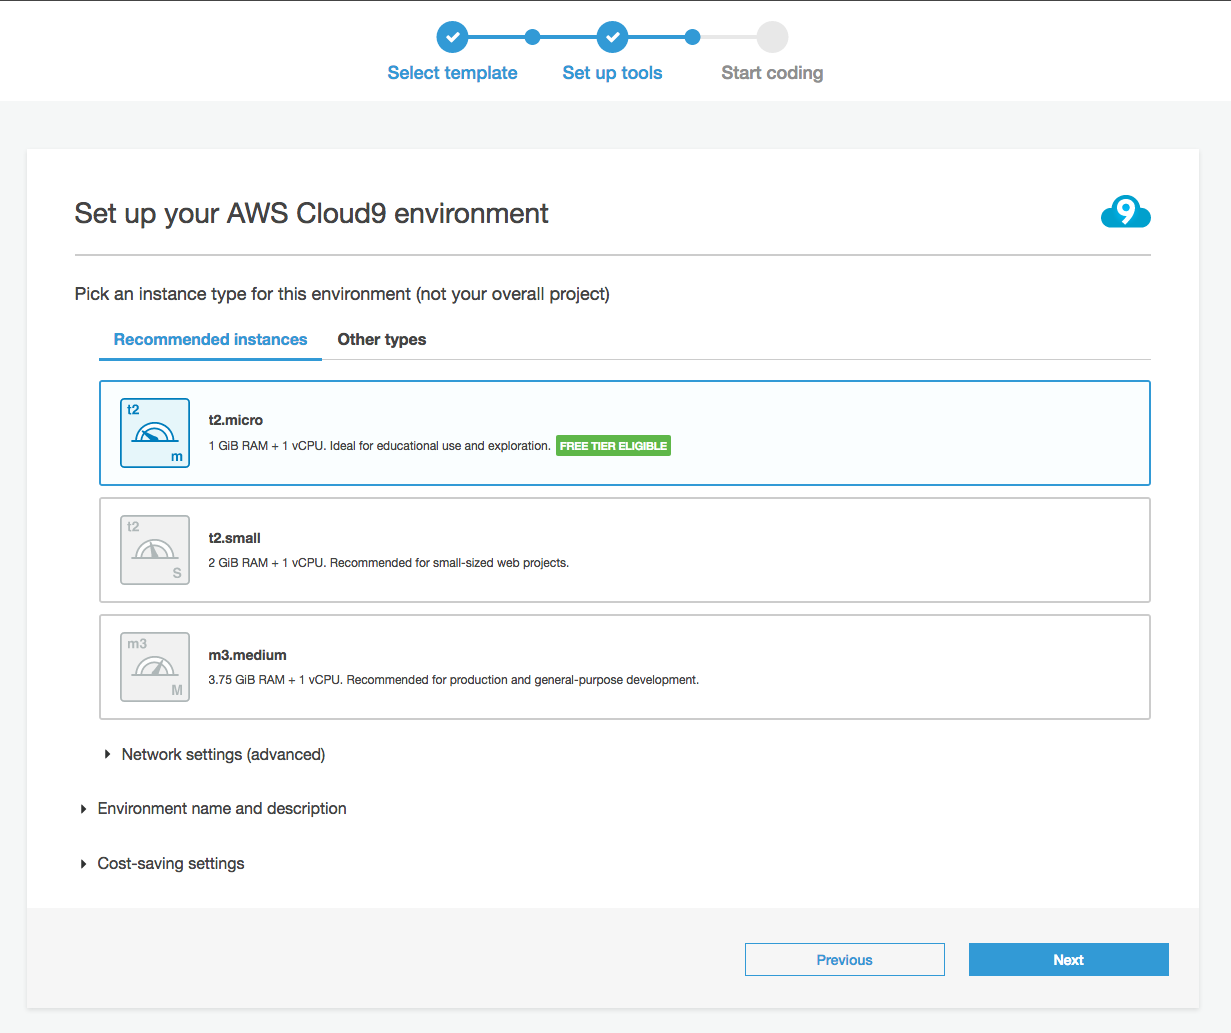 Select template
Set up tools
Start coding
Set up your AWS Cloud9 environment
9
Pick an instance type for this environment (not your overall project)
Recommended instances
Other types
t2
m
t2.micro
1 GiB RAM + 1 vCPU. Ideal for educational use and exploration. FREE TIER ELIGIBLE
t2
S
t2.small
2 GiB RAM + 1 vCPU. Recommended for small-sized web projects.
m3
M
m3.medium
3.75 GiB RAM + 1 vCPU. Recommended for production and general-purpose development.
Network settings (advanced)
Environment name and description
Cost-saving settings
Previous
Next